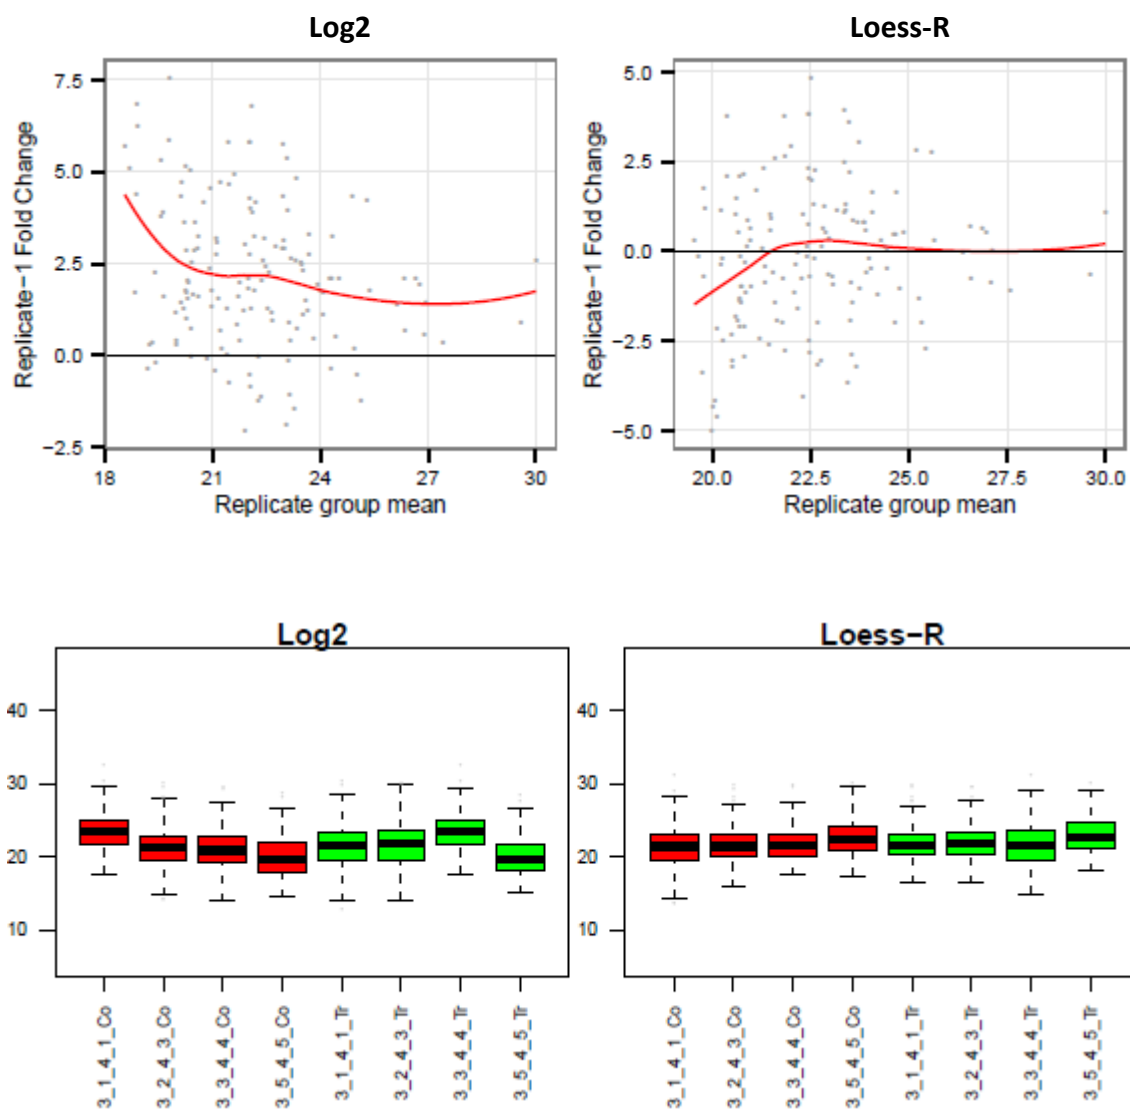 Log2
Replicate−1 Fold Change
7.5
5.0
2.5
0.0
−2.5
18 21 24 27 30
Replicate group mean
Loess-R
Replicate−1 Fold Change
5.0
2.5
0.0
−2.5
−5.0
20.0 22.5 25.0 27.5 30.0
Replicate group mean
Log2
40
30
20
10
3_1_4_1_Co
3_2_4_3_Co
3_3_4_4_Co
3_5_4_5_Co
3_1_4_1_Tr
3_2_4_3_Tr
3_3_4_4_Tr
3_5_4_5_Tr
Loess−R
40
30
20
10
3_1_4_1_Co
3_2_4_3_Co
3_3_4_4_Co
3_5_4_5_Co
3_1_4_1_Tr
3_2_4_3_Tr
3_3_4_4_Tr
3_5_4_5_Tr